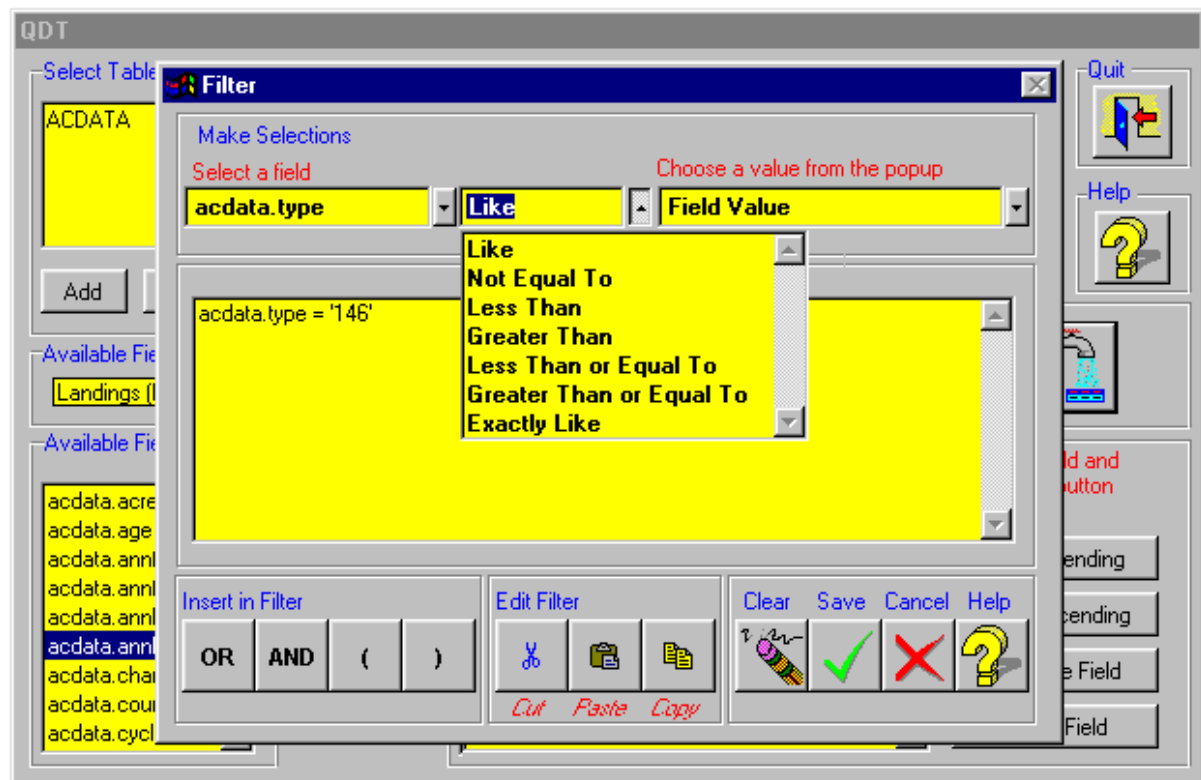 QDT
Select Table
ACDATA
Add
Available Fie
Landings (
Available Fie
acdata.acre
acdata.age
acdata.ann
acdata.ann
acdata.ann
acdata.ann
acdata.char
acdata.cour
acdata.cycl
Filter
Make Selections
Select a field
Choose a value from the popup
acdata.type
Like
Field Value
Like
Not Equal To
Less Than
Greater Than
Less Than or Equal To
Greater Than or Equal To
Exactly Like
acdata.type = '146'
Insert in Filter
OR AND ( )
Edit Filter
Cut Paste Copy
Clear Save Cancel Help
Quit
Help
ld and
button
ending
cending
e Field
Field